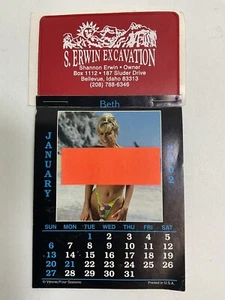 S. ERWIN EXCAVATION
Shannon Erwin • Owner
Box 1112 • 187 Sluder Drive
Bellevue, Idaho 83313
(208) 788-6346
Beth
JANUARY
02
SUN MON TUE WED THU FRI SAT
1 2 3 4 5
6 7 8 9 10 11 12
13 14 15 16 17 18 19
20 21 22 23 24 25 26
27 28 29 30 31
Printed in U.S.A.